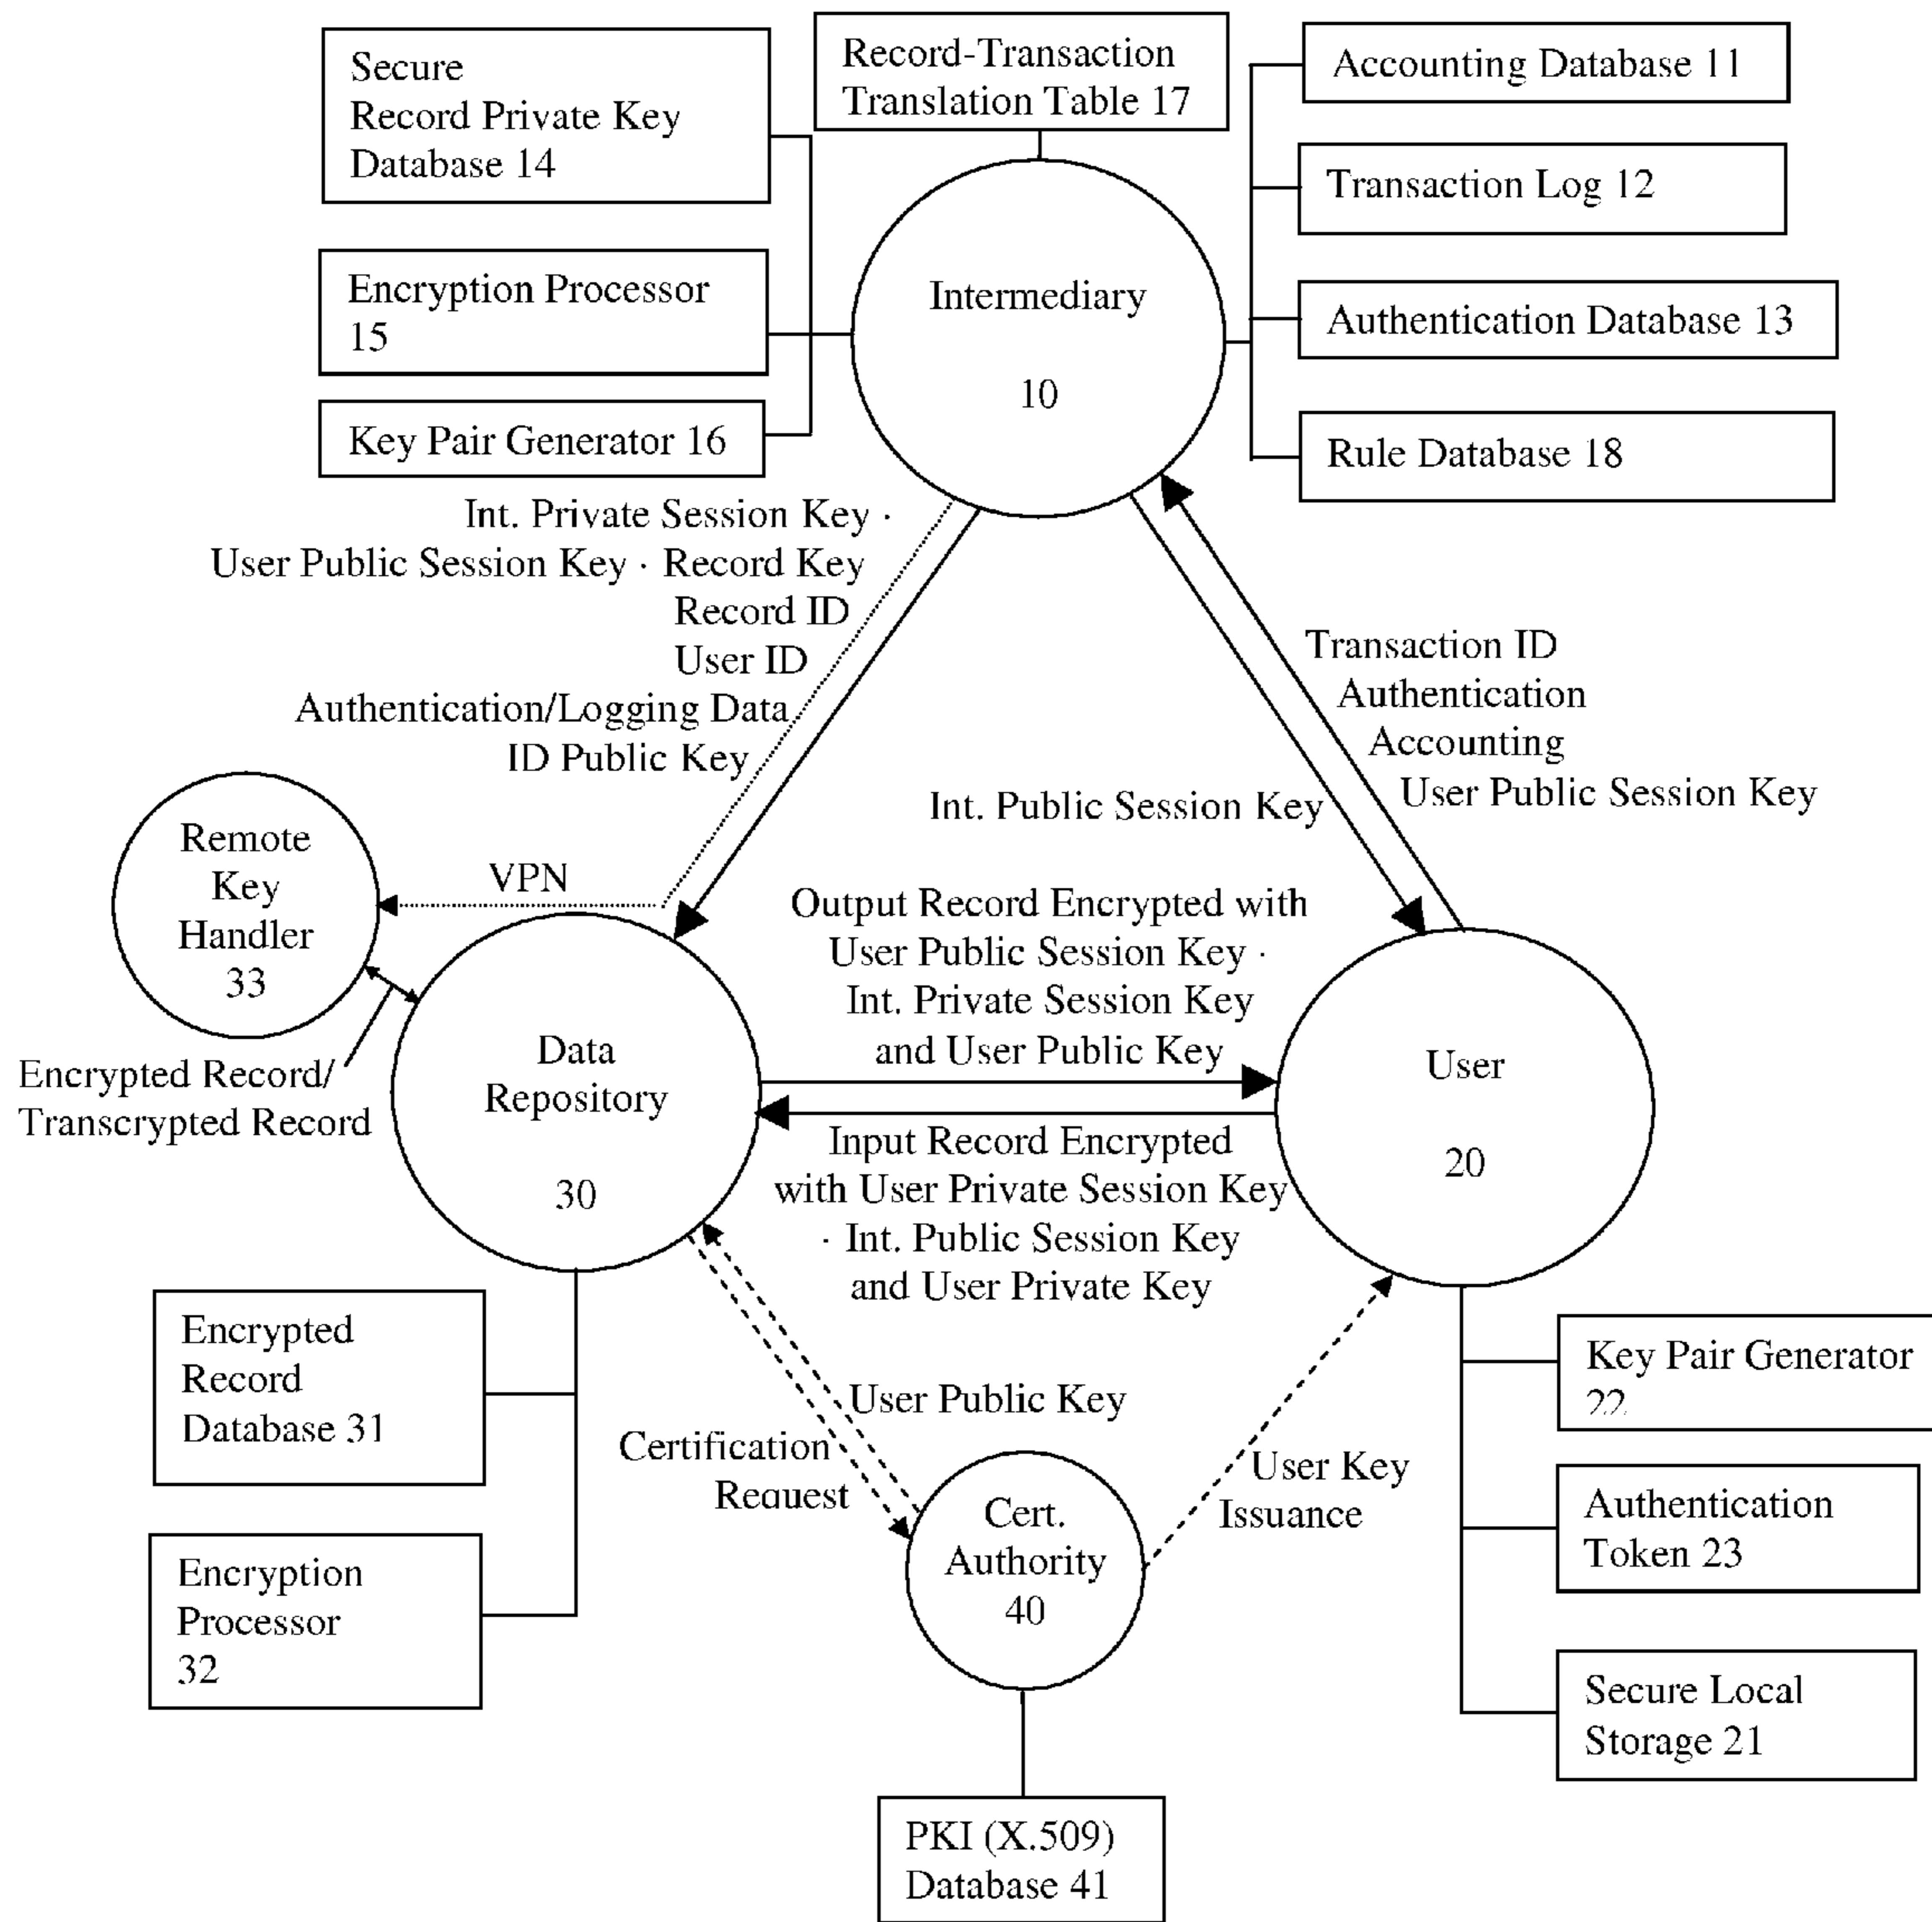 Secure
Record Private Key
Database 14
Record-Transaction
Translation Table 17
Accounting Database 11
Transaction Log 12
Encryption Processor
15
Intermediary
10
Authentication Database 13
Key Pair Generator 16
Rule Database 18
Int. Private Session Key ·
User Public Session Key · Record Key
Record ID
User ID
Authentication/Logging Data
ID Public Key
Transaction ID
Authentication
Accounting
User Public Session Key
Int. Public Session Key
Remote
Key
Handler
33
VPN
Output Record Encrypted with
User Public Session Key ·
Int. Private Session Key
and User Public Key
Encrypted Record/
Transcrypted Record
Data
Repository
30
User
20
Input Record Encrypted
with User Private Session Key
· Int. Public Session Key
and User Private Key
Encrypted
Record
Database 31
Encryption
Processor
32
User Public Key
Certification
Request
Cert.
Authority
40
User Key
Issuance
Key Pair Generator
22
Authentication
Token 23
Secure Local
Storage 21
PKI (X.509)
Database 41